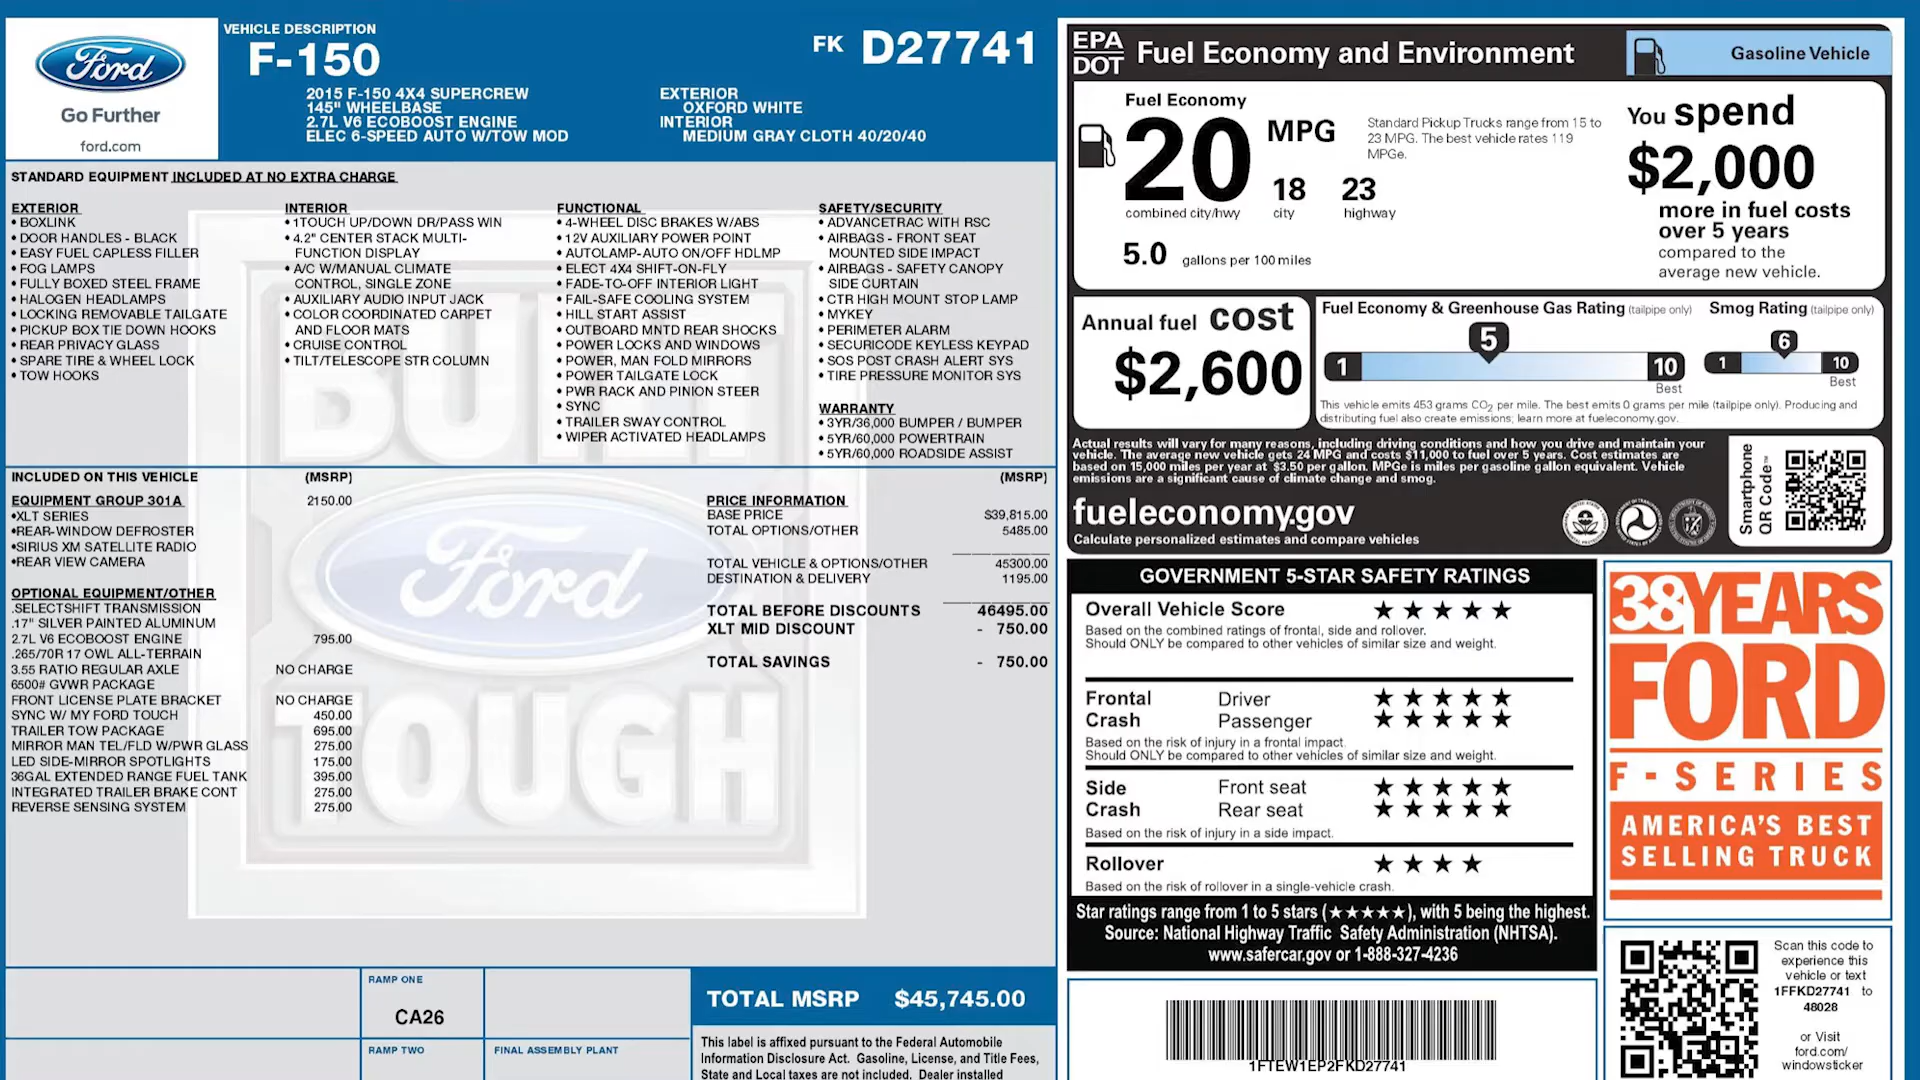 Ford
Go Further
ford.com
VEHICLE DESCRIPTION
F-150
2015 F-150 4X4 SUPERCREW
145" WHEELBASE
2.7L V6 ECOBOOST ENGINE
ELEC 6-SPEED AUTO W/TOW MOD
FK D27741
EXTERIOR
OXFORD WHITE
INTERIOR
MEDIUM GRAY CLOTH 40/20/40
STANDARD EQUIPMENT INCLUDED AT NO EXTRA CHARGE
EXTERIOR
• BOXLINK
• DOOR HANDLES - BLACK
• EASY FUEL CAPLESS FILLER
• FOG LAMPS
• FULLY BOXED STEEL FRAME
• HALOGEN HEADLAMPS
• LOCKING REMOVABLE TAILGATE
• PICKUP BOX TIE DOWN HOOKS
• REAR PRIVACY GLASS
• SPARE TIRE & WHEEL LOCK
• TOW HOOKS
INTERIOR
• 1TOUCH UP/DOWN DR/PASS WIN
• 4.2" CENTER STACK MULTI-
FUNCTION DISPLAY
• A/C W/MANUAL CLIMATE
CONTROL, SINGLE ZONE
• AUXILIARY AUDIO INPUT JACK
• COLOR COORDINATED CARPET
AND FLOOR MATS
• CRUISE CONTROL
• TILT/TELESCOPE STR COLUMN
FUNCTIONAL
• 4-WHEEL DISC BRAKES W/ABS
• 12V AUXILIARY POWER POINT
• AUTOLAMP-AUTO ON/OFF HDLMP
• ELECT 4X4 SHIFT-ON-FLY
• FADE-TO-OFF INTERIOR LIGHT
• FAIL-SAFE COOLING SYSTEM
• HILL START ASSIST
• OUTBOARD MNTD REAR SHOCKS
• POWER LOCKS AND WINDOWS
• POWER, MAN FOLD MIRRORS
• POWER TAILGATE LOCK
• PWR RACK AND PINION STEER
• SYNC
• TRAILER SWAY CONTROL
• WIPER ACTIVATED HEADLAMPS
SAFETY/SECURITY
• ADVANCETRAC WITH RSC
• AIRBAGS - FRONT SEAT
MOUNTED SIDE IMPACT
• AIRBAGS - SAFETY CANOPY
SIDE CURTAIN
• CTR HIGH MOUNT STOP LAMP
• MYKEY
• PERIMETER ALARM
• SECURICODE KEYLESS KEYPAD
• SOS POST CRASH ALERT SYS
• TIRE PRESSURE MONITOR SYS
WARRANTY
• 3YR/36,000 BUMPER / BUMPER
• 5YR/60,000 POWERTRAIN
• 5YR/60,000 ROADSIDE ASSIST
BUILT
Ford
TOUGH
INCLUDED ON THIS VEHICLE (MSRP)
EQUIPMENT GROUP 301A 2150.00
•XLT SERIES
•REAR-WINDOW DEFROSTER
•SIRIUS XM SATELLITE RADIO
•REAR VIEW CAMERA
OPTIONAL EQUIPMENT/OTHER
.SELECTSHIFT TRANSMISSION
.17" SILVER PAINTED ALUMINUM
2.7L V6 ECOBOOST ENGINE 795.00
.265/70R 17 OWL ALL-TERRAIN
3.55 RATIO REGULAR AXLE NO CHARGE
6500# GVWR PACKAGE
FRONT LICENSE PLATE BRACKET NO CHARGE
SYNC W/ MY FORD TOUCH 450.00
TRAILER TOW PACKAGE 695.00
MIRROR MAN TEL/FLD W/PWR GLASS 275.00
LED SIDE-MIRROR SPOTLIGHTS 175.00
36GAL EXTENDED RANGE FUEL TANK 395.00
INTEGRATED TRAILER BRAKE CONT 275.00
REVERSE SENSING SYSTEM 275.00
(MSRP)
PRICE INFORMATION
BASE PRICE $39,815.00
TOTAL OPTIONS/OTHER 5485.00
TOTAL VEHICLE & OPTIONS/OTHER 45300.00
DESTINATION & DELIVERY 1195.00
TOTAL BEFORE DISCOUNTS 46495.00
XLT MID DISCOUNT - 750.00
TOTAL SAVINGS - 750.00
RAMP ONE
CA26
RAMP TWO
FINAL ASSEMBLY PLANT
TOTAL MSRP $45,745.00
This label is affixed pursuant to the Federal Automobile
Information Disclosure Act. Gasoline, License, and Title Fees,
State and Local taxes are not included. Dealer installed
EPA
DOT
Fuel Economy and Environment
Gasoline Vehicle
Fuel Economy
20 MPG
combined city/hwy
18
city
23
highway
5.0 gallons per 100 miles
Standard Pickup Trucks range from 15 to
23 MPG. The best vehicle rates 119
MPGe.
You spend
$2,000
more in fuel costs
over 5 years
compared to the
average new vehicle.
Annual fuel cost
$2,600
Fuel Economy & Greenhouse Gas Rating (tailpipe only)
5
1
10
Best
Smog Rating (tailpipe only)
6
1
10
Best
This vehicle emits 453 grams CO2 per mile. The best emits 0 grams per mile (tailpipe only). Producing and
distributing fuel also create emissions; learn more at fueleconomy.gov.
Actual results will vary for many reasons, including driving conditions and how you drive and maintain your
vehicle. The average new vehicle gets 24 MPG and costs $11,000 to fuel over 5 years. Cost estimates are
based on 15,000 miles per year at $3.50 per gallon. MPGe is miles per gasoline gallon equivalent. Vehicle
emissions are a significant cause of climate change and smog.
fueleconomy.gov
Calculate personalized estimates and compare vehicles
Smartphone
QR Code™
GOVERNMENT 5-STAR SAFETY RATINGS
Overall Vehicle Score ★★★★★
Based on the combined ratings of frontal, side and rollover.
Should ONLY be compared to other vehicles of similar size and weight.
Frontal Driver ★★★★★
Crash Passenger ★★★★★
Based on the risk of injury in a frontal impact.
Should ONLY be compared to other vehicles of similar size and weight.
Side Front seat ★★★★★
Crash Rear seat ★★★★★
Based on the risk of injury in a side impact.
Rollover ★★★★
Based on the risk of rollover in a single-vehicle crash.
Star ratings range from 1 to 5 stars (★★★★★), with 5 being the highest.
Source: National Highway Traffic Safety Administration (NHTSA).
www.safercar.gov or 1-888-327-4236
38 YEARS
FORD
F-SERIES
AMERICA'S BEST
SELLING TRUCK
1FTEW1EP2FKD27741
Scan this code to
experience this
vehicle or text
1FFKD27741 to
48028
or Visit
ford.com/
windowsticker